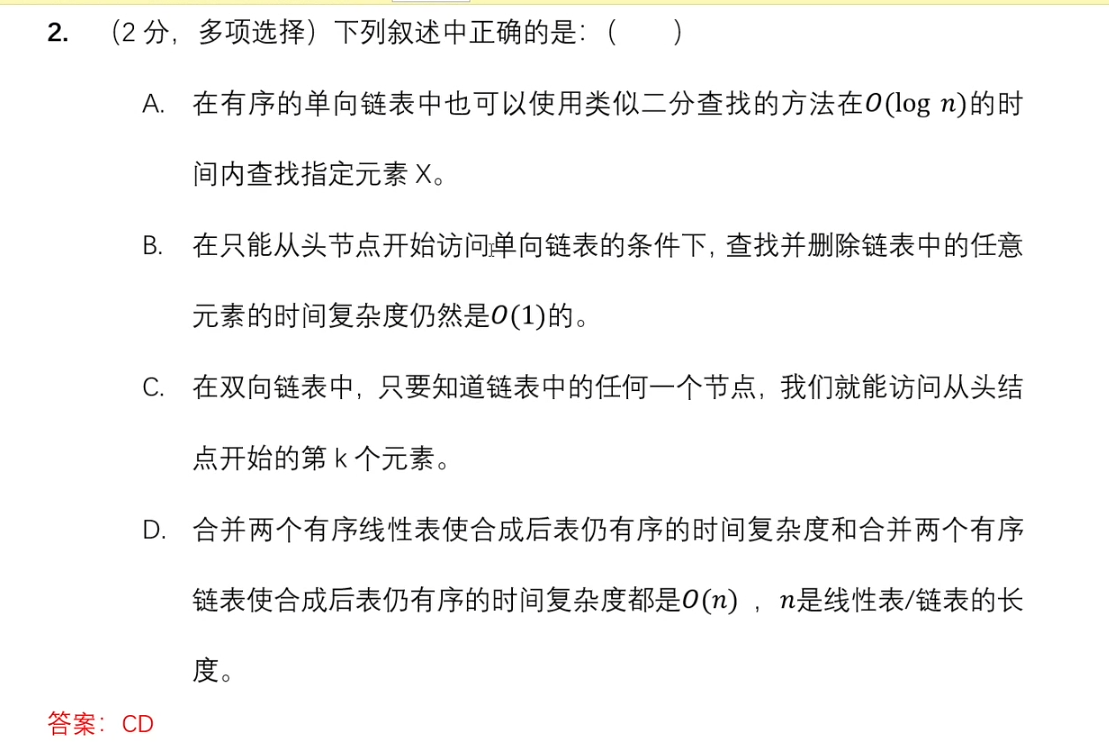 2. （2 分，多项选择）下列叙述中正确的是：（ ）
A. 在有序的单向链表中也可以使用类似二分查找的方法在O(log n)的时
间内查找指定元素 X。
B. 在只能从头节点开始访问单向链表的条件下, 查找并删除链表中的任意
元素的时间复杂度仍然是O(1)的。
C. 在双向链表中，只要知道链表中的任何一个节点，我们就能访问从头结
点开始的第 k 个元素。
D. 合并两个有序线性表使合成后表仍有序的时间复杂度和合并两个有序
链表使合成后表仍有序的时间复杂度都是O(n) ，n是线性表/链表的长
度。
答案：CD